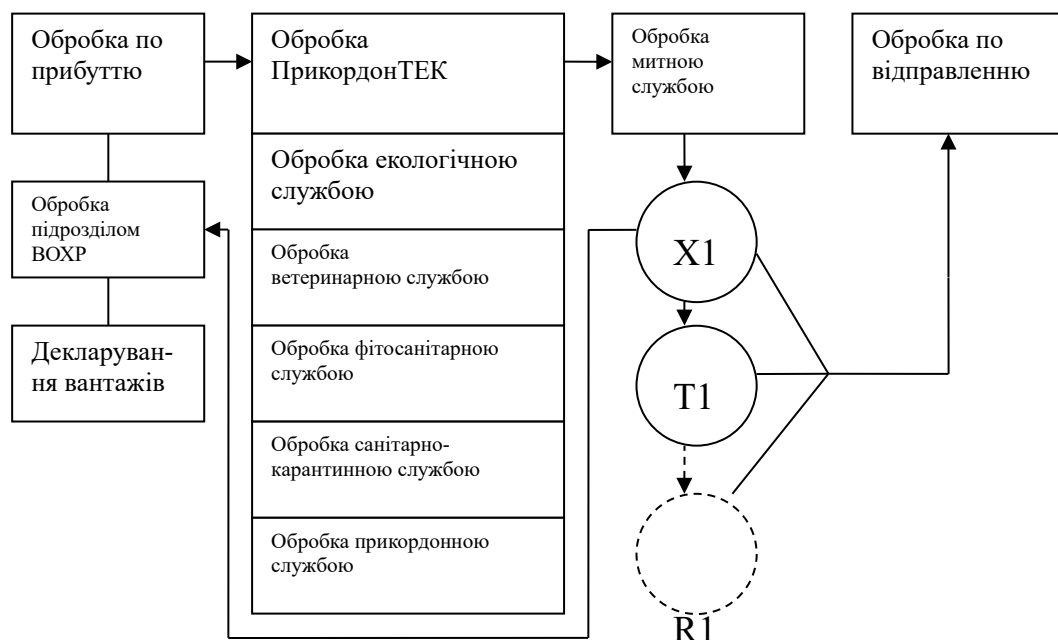 Обробка по
прибуттю
Обробка
підрозділом
ВОХР
Декларуван-
ня вантажів
Обробка
ПрикордонТЕК
Обробка екологічною
службою
Обробка
ветеринарною службою
Обробка фітосанітарною
службою
Обробка санітарно-
карантинною службою
Обробка прикордонною
службою
Обробка
митною
службою
X1
T1
R1
Обробка по
відправленню